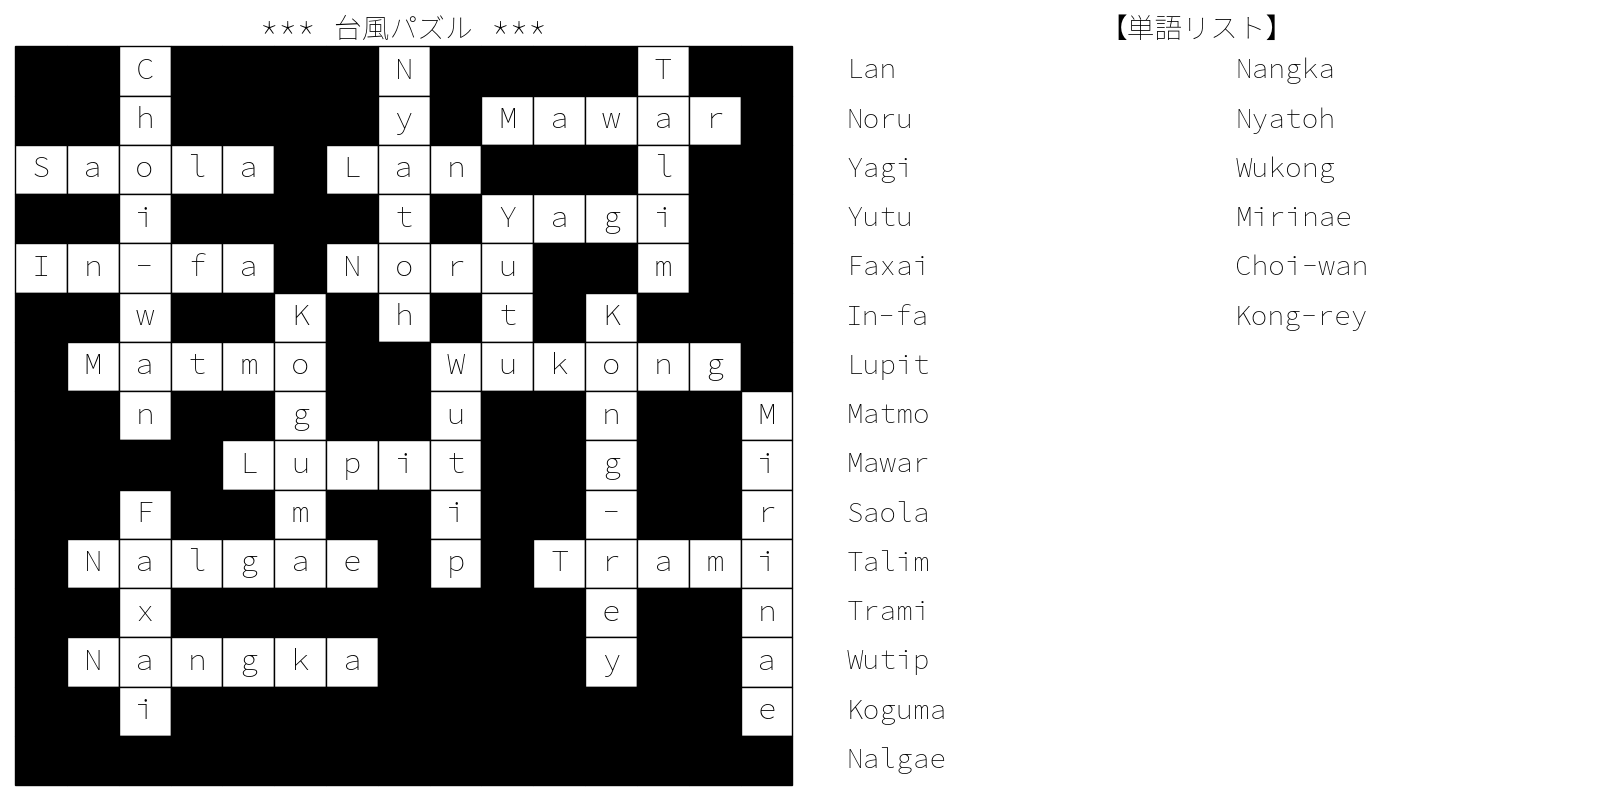 *** 台風パズル ***
【単語リスト】
C N T
h y M a w a r
S a o l a L a n l
i t Y a g i
I n - f a N o r u m
w K h t K
M a t m o W u k o n g
n g u n M
L u p i t g i
F m i - r
N a l g a e p T r a m i
x e n
N a n g k a y a
i e
Lan Nangka
Noru Nyatoh
Yagi Wukong
Yutu Mirinae
Faxai Choi-wan
In-fa Kong-rey
Lupit
Matmo
Mawar
Saola
Talim
Trami
Wutip
Koguma
Nalgae